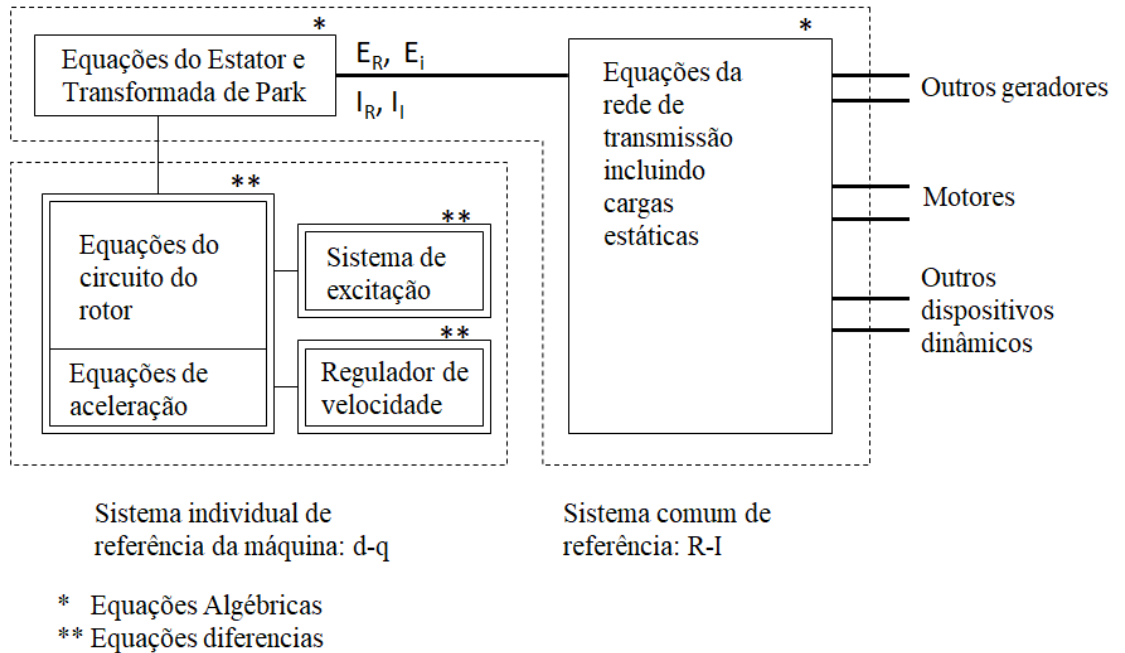 *
Equações do Estator e
Transformada de Park
E_R, E_i
I_R, I_I
*
Equações da
rede de
transmissão
incluindo
cargas
estáticas
Outros geradores
Motores
Outros
dispositivos
dinâmicos
**
Equações do
circuito do
rotor
Equações de
aceleração
**
Sistema de
excitação
**
Regulador de
velocidade
Sistema individual de
referência da máquina: d-q
Sistema comum de
referência: R-I
* Equações Algébricas
** Equações diferencias